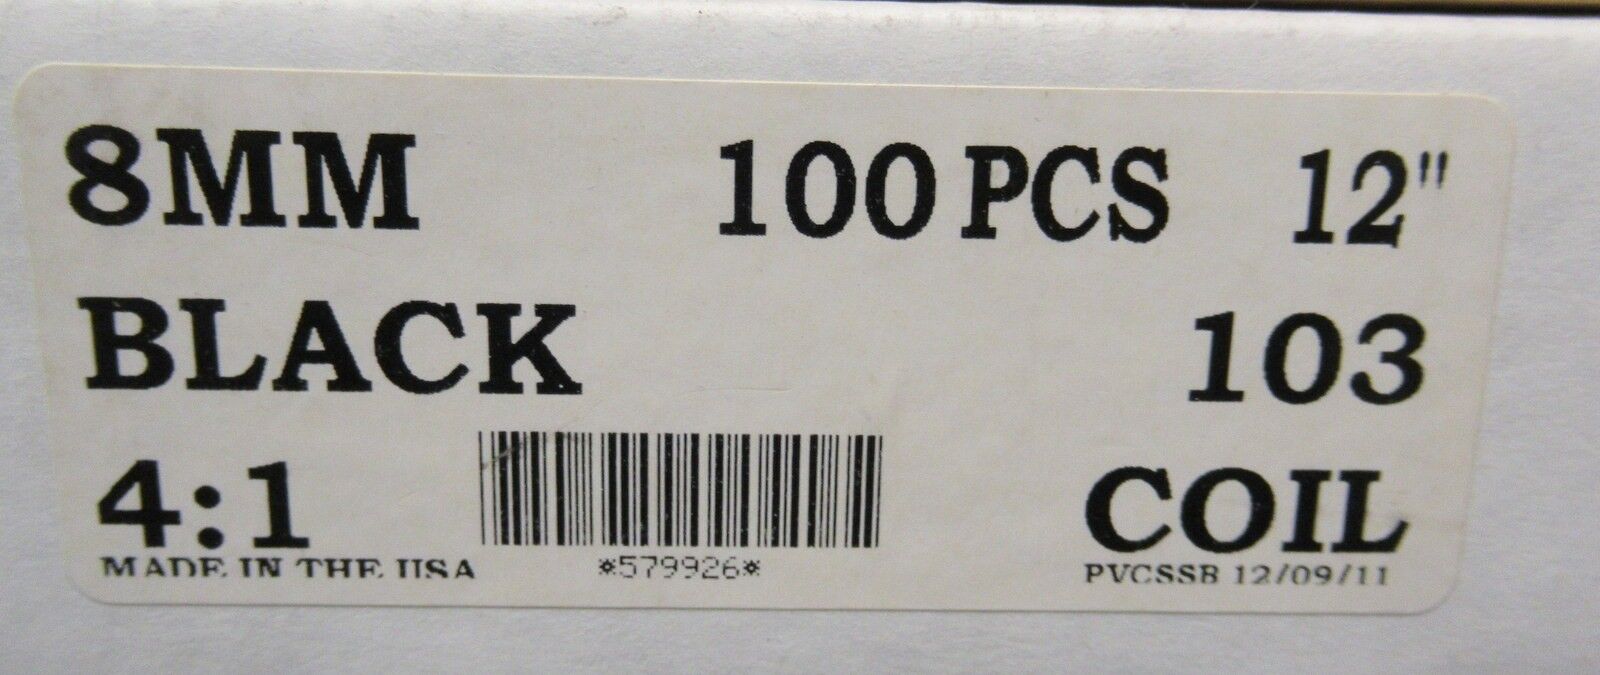 8MM 100 PCS 12"
BLACK 103
4:1 COIL
MADE IN THE USA *579926* PVCSSB 12/09/11